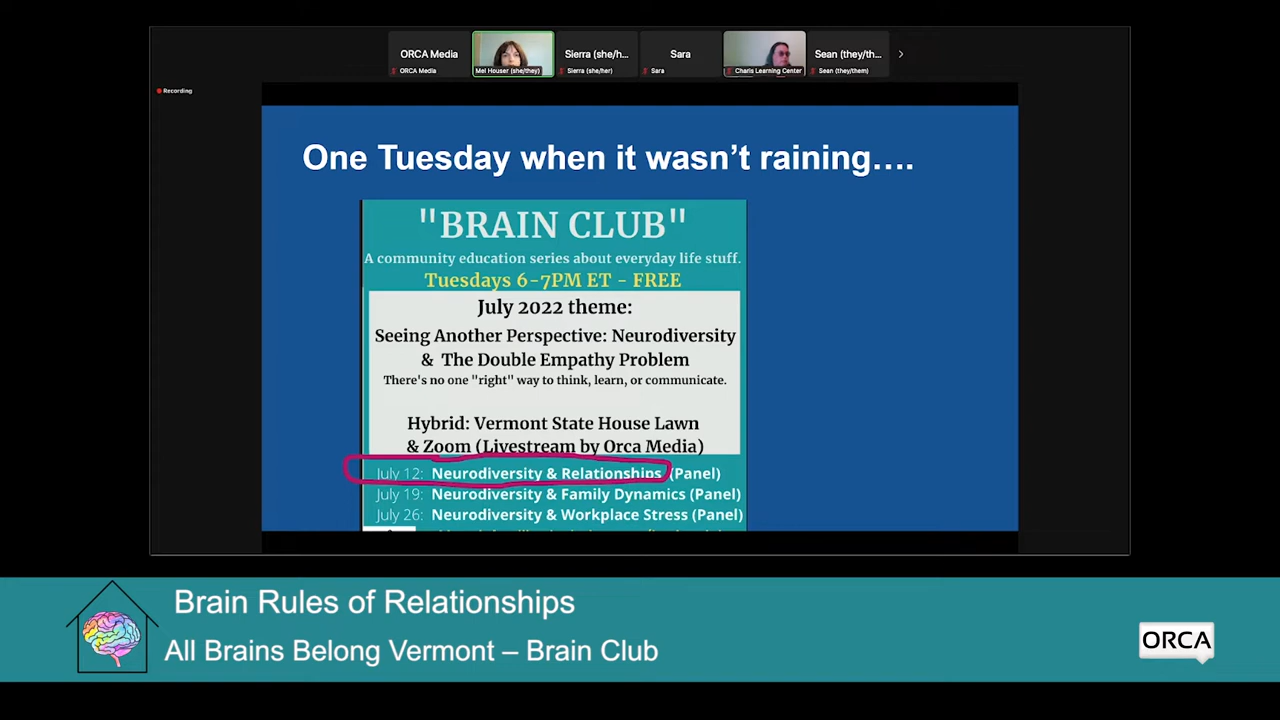 ORCA Media
Sierra (she/h...
Sara
Sean (they/th...
ORCA Media
Mel Houser (she/they)
Sierra (she/her)
Sara
Charis Learning Center
Sean (they/them)
Recording
One Tuesday when it wasn't raining....
"BRAIN CLUB"
A community education series about everyday life stuff.
Tuesdays 6-7PM ET - FREE
July 2022 theme:
Seeing Another Perspective: Neurodiversity
& The Double Empathy Problem
There's no one "right" way to think, learn, or communicate.
Hybrid: Vermont State House Lawn
& Zoom (Livestream by Orca Media)
July 12: Neurodiversity & Relationships (Panel)
July 19: Neurodiversity & Family Dynamics (Panel)
July 26: Neurodiversity & Workplace Stress (Panel)
Brain Rules of Relationships
All Brains Belong Vermont – Brain Club
ORCA